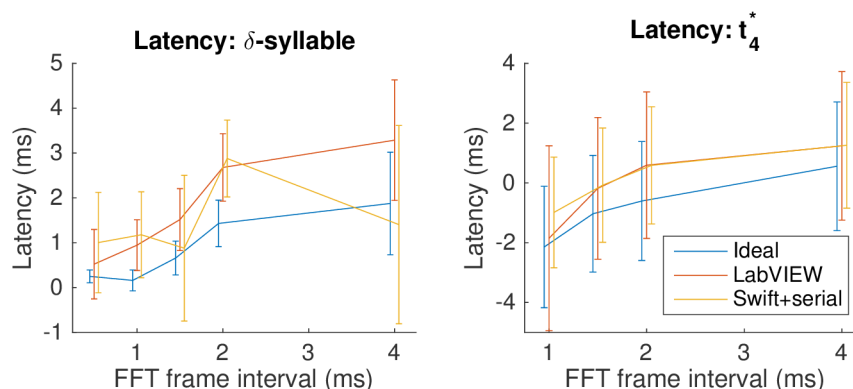 Latency: δ-syllable
5
4
3
2
1
0
-1
Latency (ms)
1 2 3 4
FFT frame interval (ms)
Latency: t*4
4
2
0
-2
-4
Latency (ms)
Ideal
LabVIEW
Swift+serial
1 2 3 4
FFT frame interval (ms)